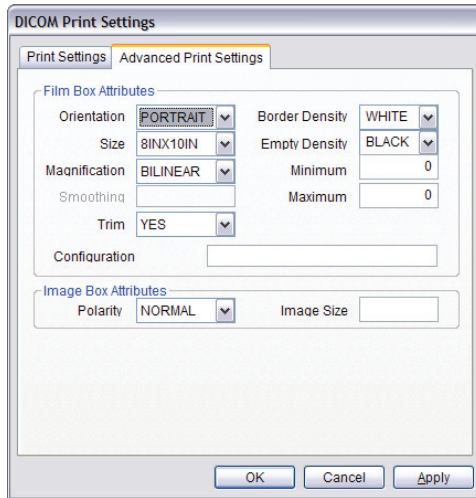 DICOM Print Settings
Print Settings Advanced Print Settings
Film Box Attributes
Orientation PORTRAIT Border Density WHITE
Size 8INX10IN Empty Density BLACK
Magnification BILINEAR Minimum 0
Smoothing Maximum 0
Trim YES
Configuration
Image Box Attributes
Polarity NORMAL Image Size
OK Cancel Apply